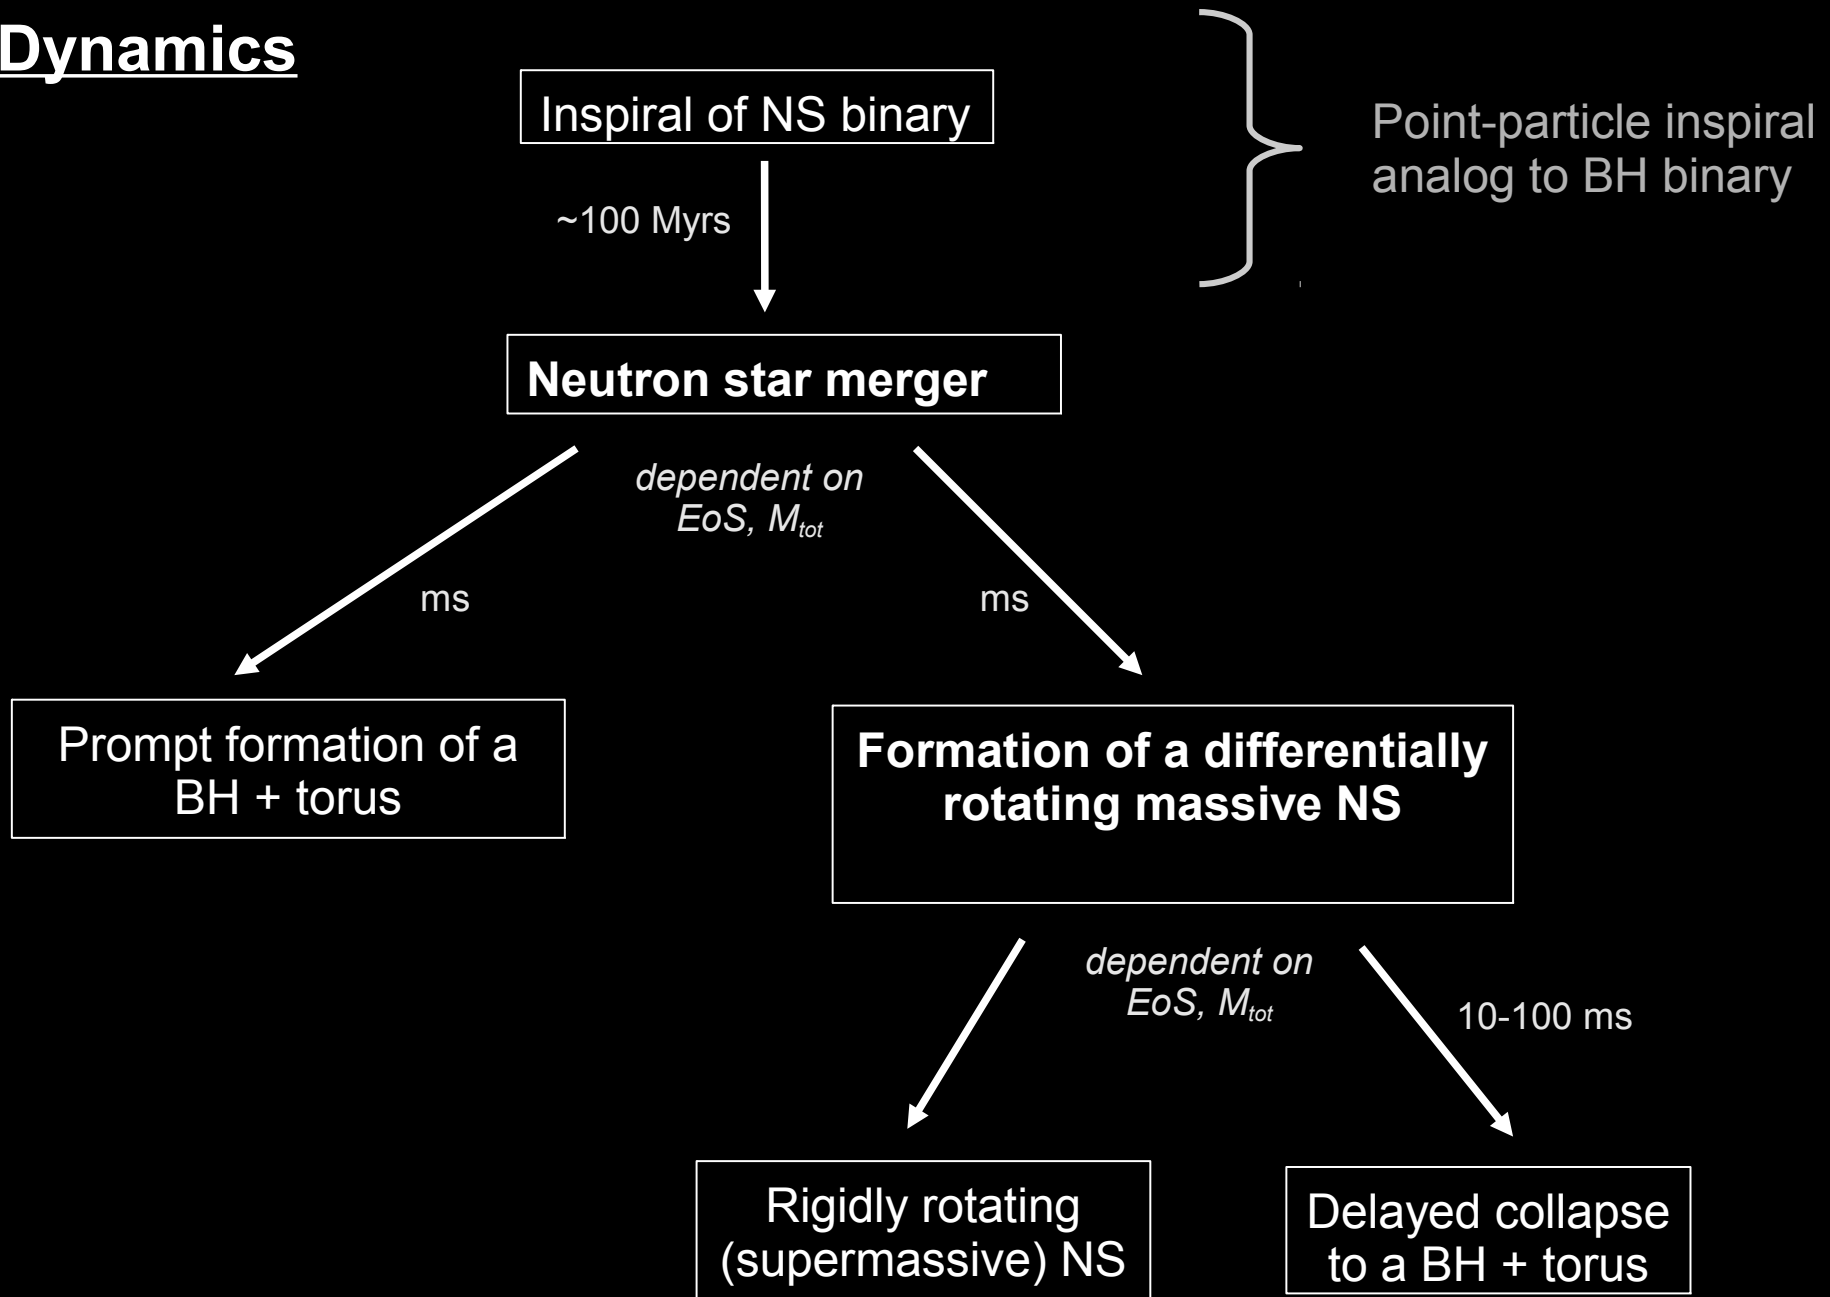 Dynamics
Inspiral of NS binary
Point-particle inspiral
analog to BH binary
~100 Myrs
Neutron star merger
dependent on
EoS, M_tot
ms
ms
Prompt formation of a
BH + torus
Formation of a differentially
rotating massive NS
dependent on
EoS, M_tot
10-100 ms
Rigidly rotating
(supermassive) NS
Delayed collapse
to a BH + torus